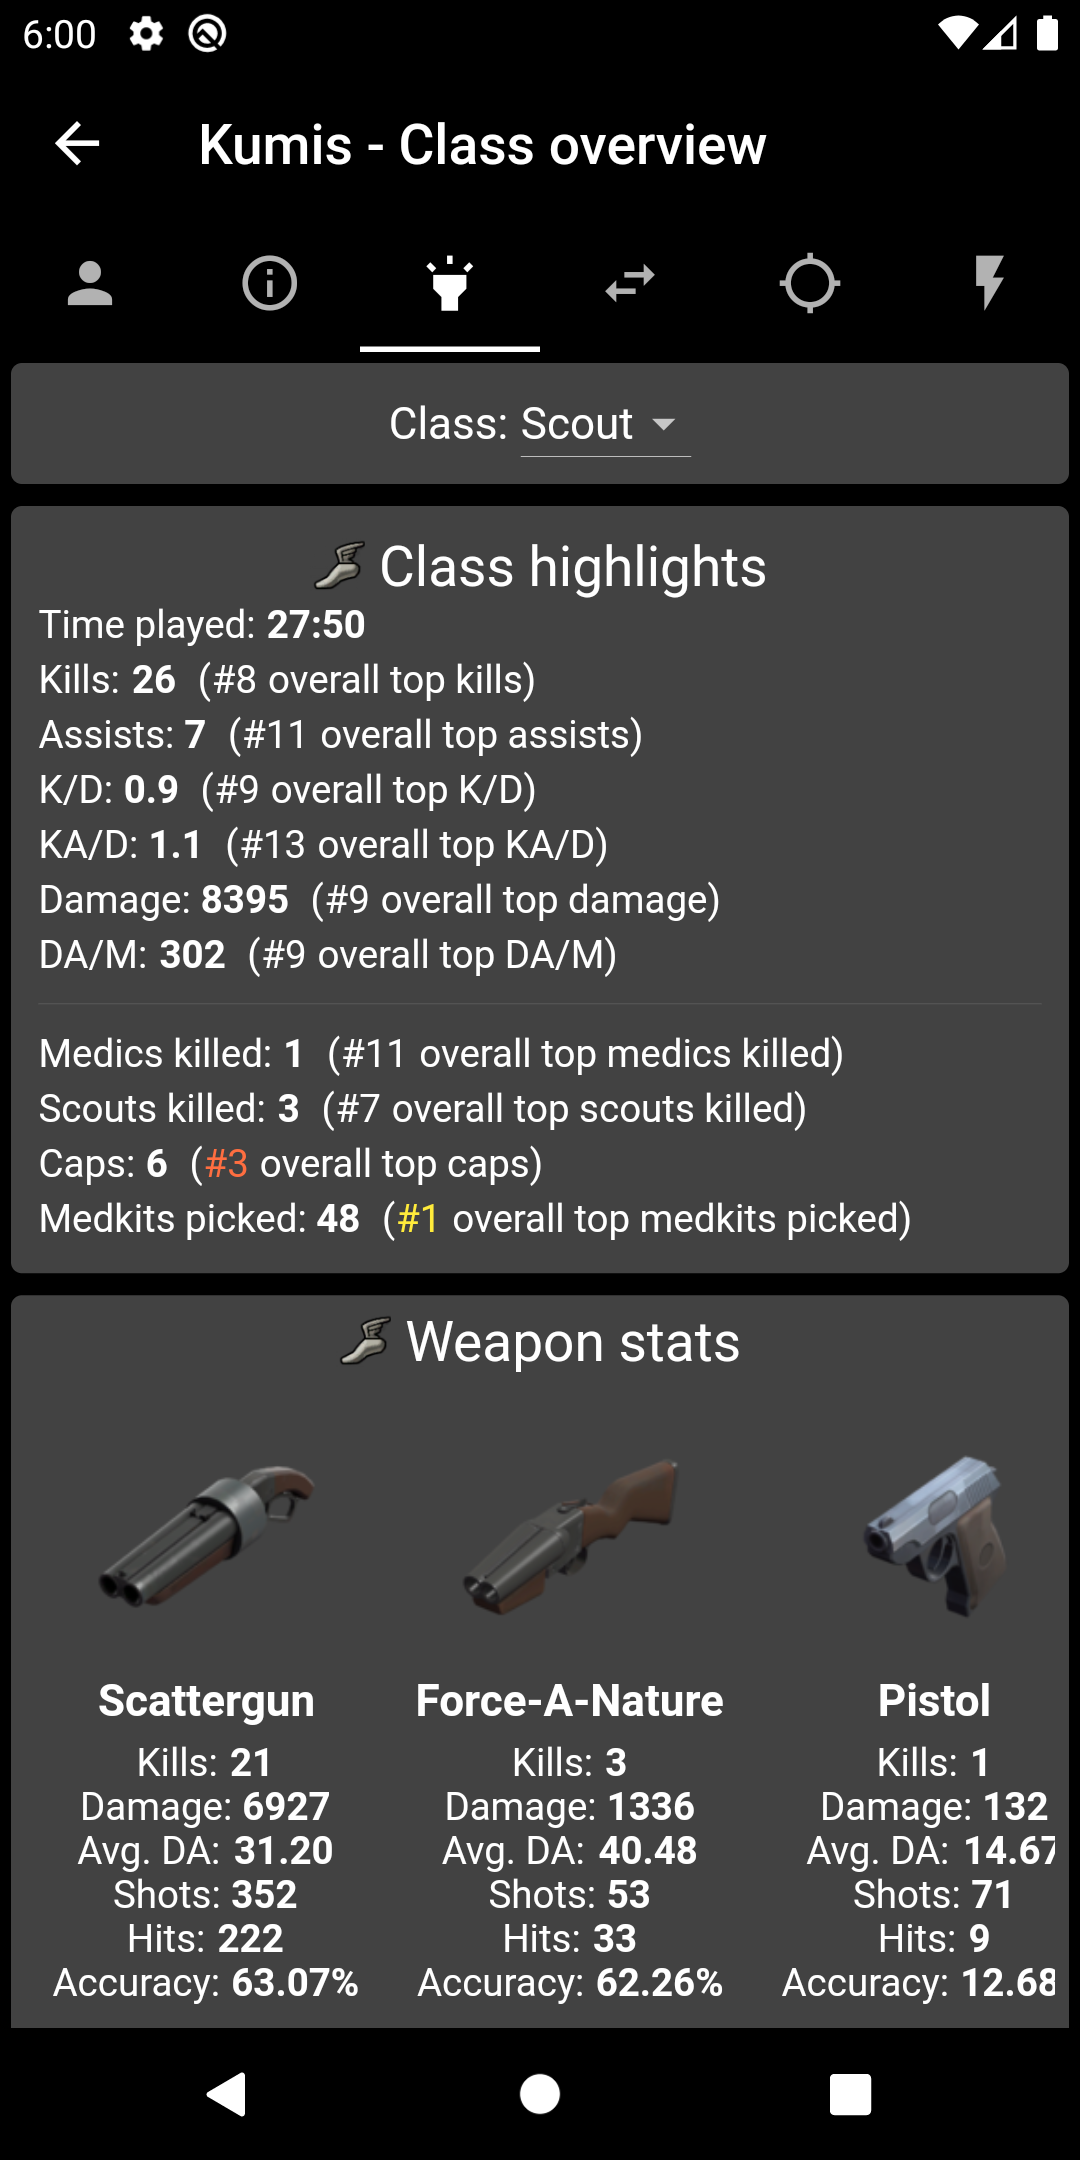 6:00
Kumis - Class overview
Class: Scout
Class highlights
Time played: 27:50
Kills: 26 (#8 overall top kills)
Assists: 7 (#11 overall top assists)
K/D: 0.9 (#9 overall top K/D)
KA/D: 1.1 (#13 overall top KA/D)
Damage: 8395 (#9 overall top damage)
DA/M: 302 (#9 overall top DA/M)
Medics killed: 1 (#11 overall top medics killed)
Scouts killed: 3 (#7 overall top scouts killed)
Caps: 6 (#3 overall top caps)
Medkits picked: 48 (#1 overall top medkits picked)
Weapon stats
Scattergun
Kills: 21
Damage: 6927
Avg. DA: 31.20
Shots: 352
Hits: 222
Accuracy: 63.07%
Force-A-Nature
Kills: 3
Damage: 1336
Avg. DA: 40.48
Shots: 53
Hits: 33
Accuracy: 62.26%
Pistol
Kills: 1
Damage: 132
Avg. DA: 14.67
Shots: 71
Hits: 9
Accuracy: 12.68